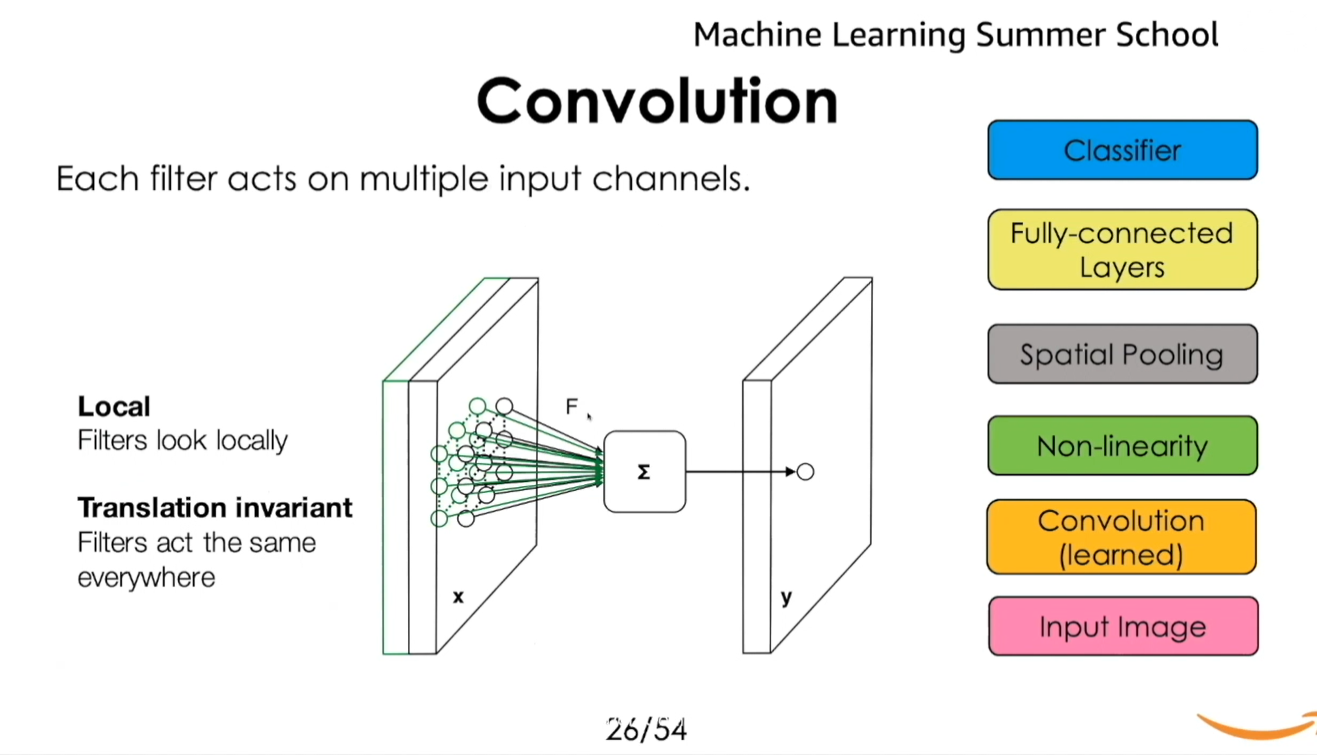 Machine Learning Summer School
Convolution
Each filter acts on multiple input channels.
Local
Filters look locally
Translation invariant
Filters act the same
everywhere
F
Σ
x
y
Classifier
Fully-connected
Layers
Spatial Pooling
Non-linearity
Convolution
(learned)
Input Image
26/54